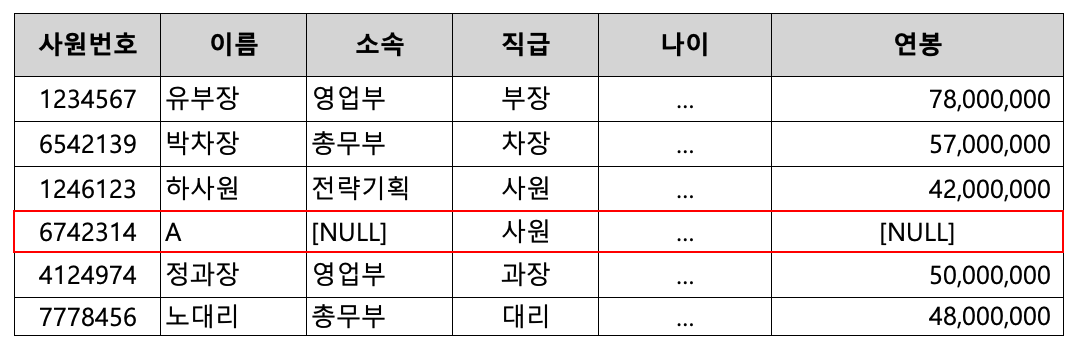 사원번호 이름 소속 직급 나이 연봉
1234567 유부장 영업부 부장 ... 78,000,000
6542139 박차장 총무부 차장 ... 57,000,000
1246123 하사원 전략기획 사원 ... 42,000,000
6742314 A [NULL] 사원 ... [NULL]
4124974 정과장 영업부 과장 ... 50,000,000
7778456 노대리 총무부 대리 ... 48,000,000